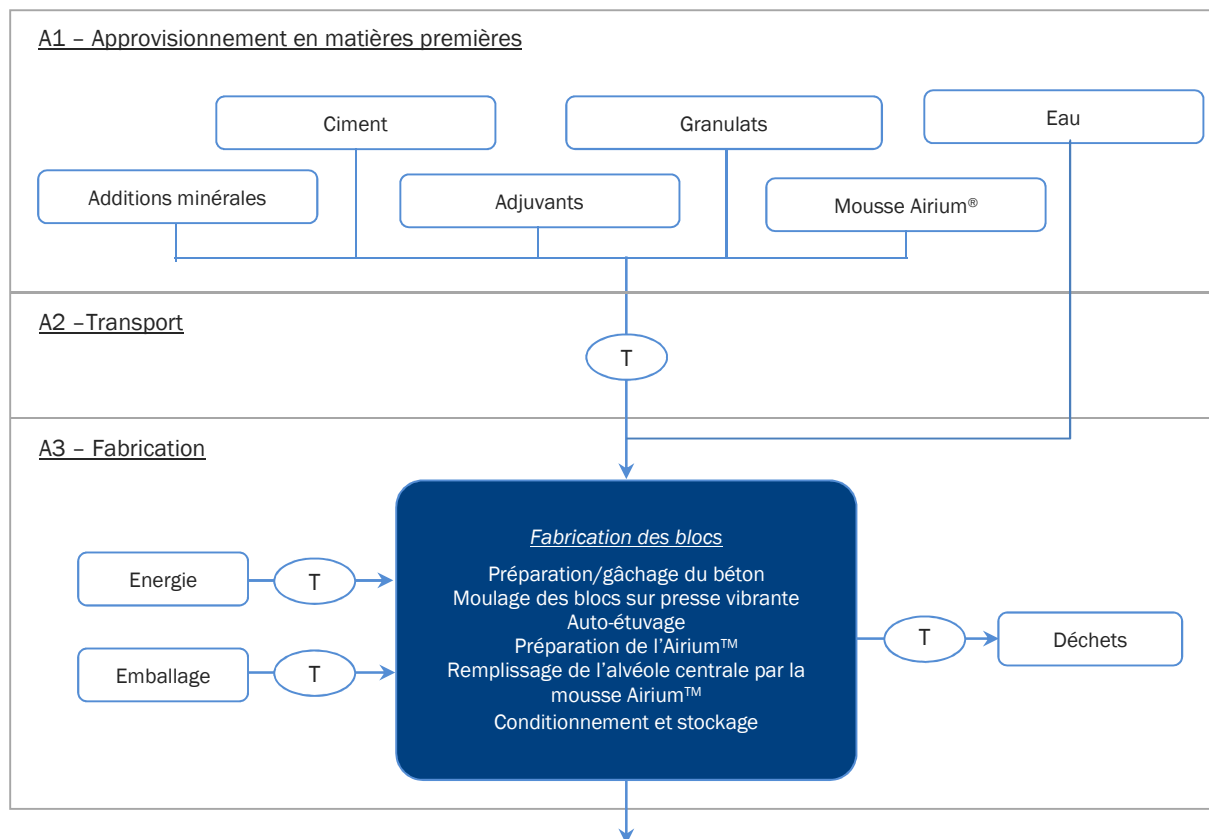 A1 – Approvisionnement en matières premières
Ciment
Granulats
Eau
Additions minérales
Adjuvants
Mousse Airium®
A2 –Transport
T
A3 – Fabrication
Fabrication des blocs
Préparation/gâchage du béton
Moulage des blocs sur presse vibrante
Auto-étuvage
Préparation de l'Airium™
Remplissage de l'alvéole centrale par la
mousse Airium™
Conditionnement et stockage
Energie
T
Emballage
T
T
Déchets